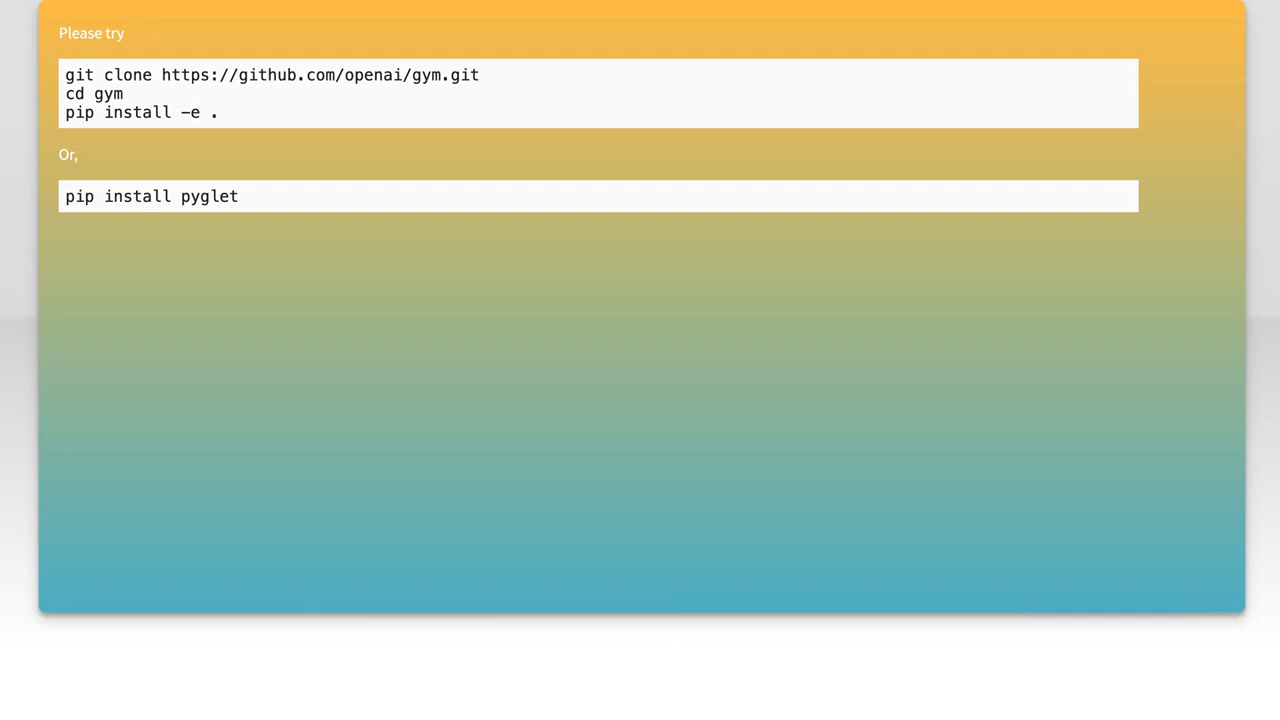 Please try
git clone https://github.com/openai/gym.git
cd gym
pip install -e .
Or,
pip install pyglet